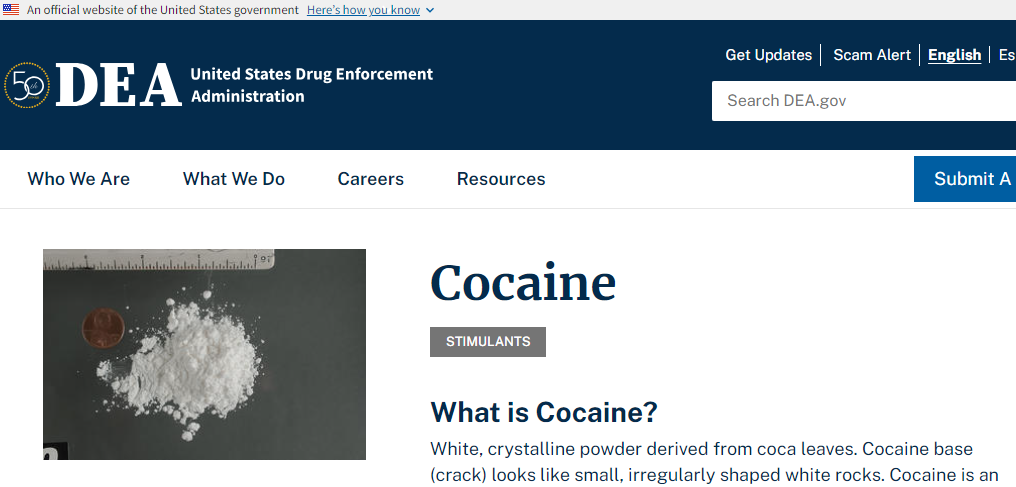 An official website of the United States government Here's how you know
50th
DEA United States Drug Enforcement
Administration
Get Updates Scam Alert English Es
Search DEA.gov
Who We Are What We Do Careers Resources Submit A
Cocaine
STIMULANTS
What is Cocaine?
White, crystalline powder derived from coca leaves. Cocaine base
(crack) looks like small, irregularly shaped white rocks. Cocaine is an